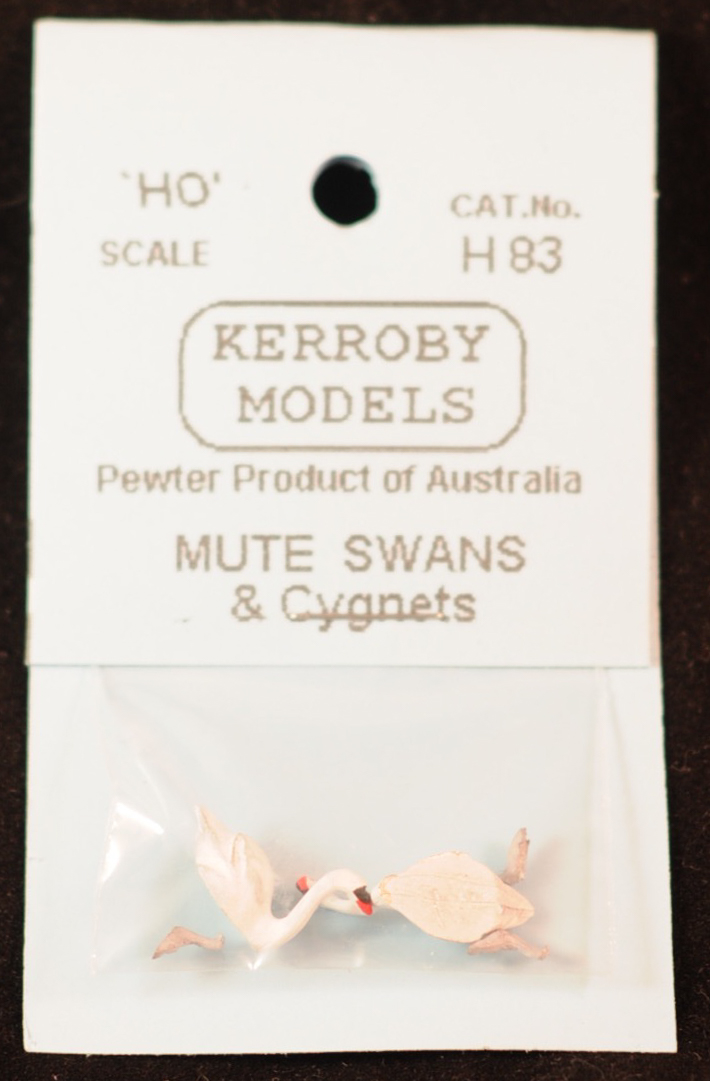 `HO'
SCALE
CAT.No.
H 83
KERROBY
MODELS
Pewter Product of Australia
MUTE SWANS
& Cygnets